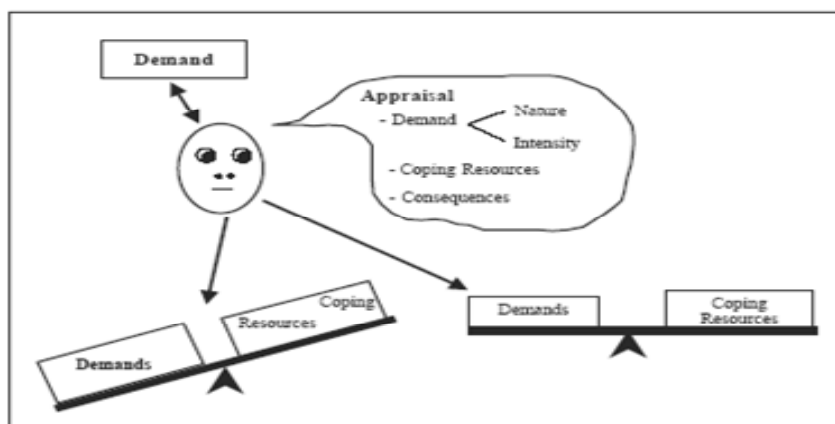 Demand
Appraisal
- Demand
Nature
Intensity
- Coping Resources
- Consequences
Coping
Resources
Demands
Demands
Coping
Resources